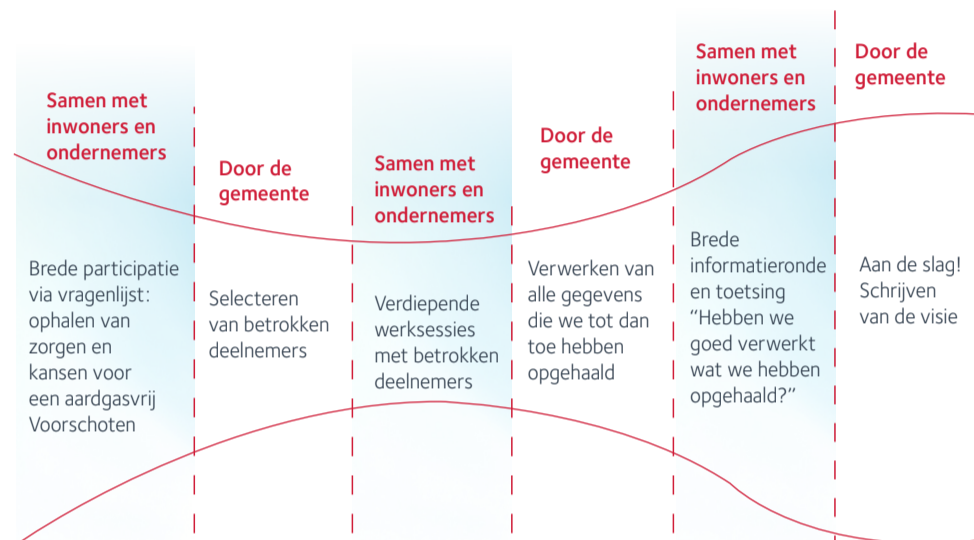 Samen met
inwoners en
ondernemers
Brede participatie
via vragenlijst:
ophalen van
zorgen en
kansen voor
een aardgasvrij
Voorschoten
Door de
gemeente
Selecteren
van betrokken
deelnemers
Samen met
inwoners en
ondernemers
Verdiepende
werksessies
met betrokken
deelnemers
Door de
gemeente
Verwerken van
alle gegevens
die we tot dan
toe hebben
opgehaald
Samen met
inwoners en
ondernemers
Brede
informatieronde
en toetsing
“Hebben we
goed verwerkt
wat we hebben
opgehaald?”
Door de
gemeente
Aan de slag!
Schrijven
van de visie